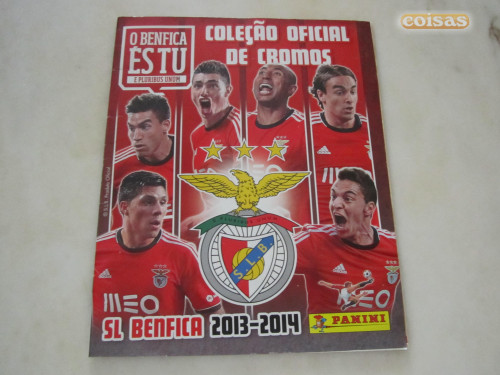 coisas
O BENFICA
ÉS TU
E PLURIBUS UNUM
COLEÇÃO OFICIAL
DE CROMOS
S.L.B.
MEO
MEO
SL BENFICA 2013-2014
PANINI